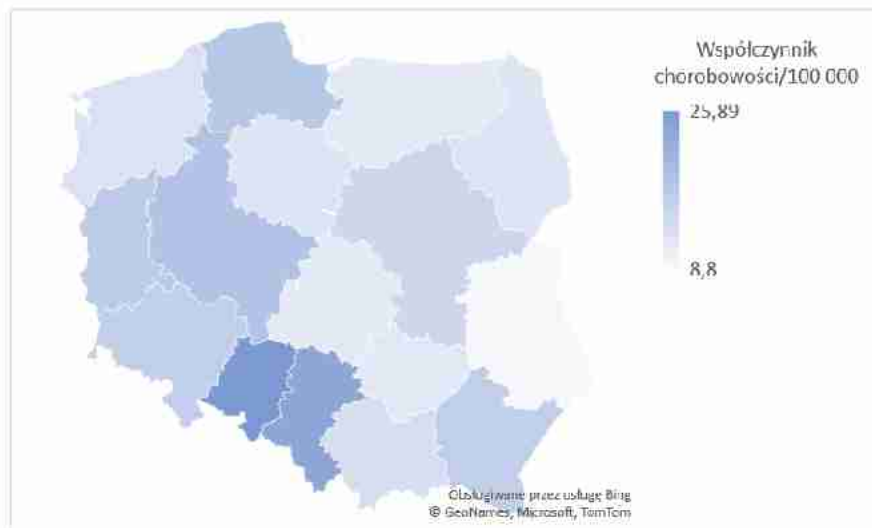 Współczynnik
chorobowości/100 000
25,89
8,8
Obsługiwane przez usługę Bing
© GeoNames, Microsoft, TomTom